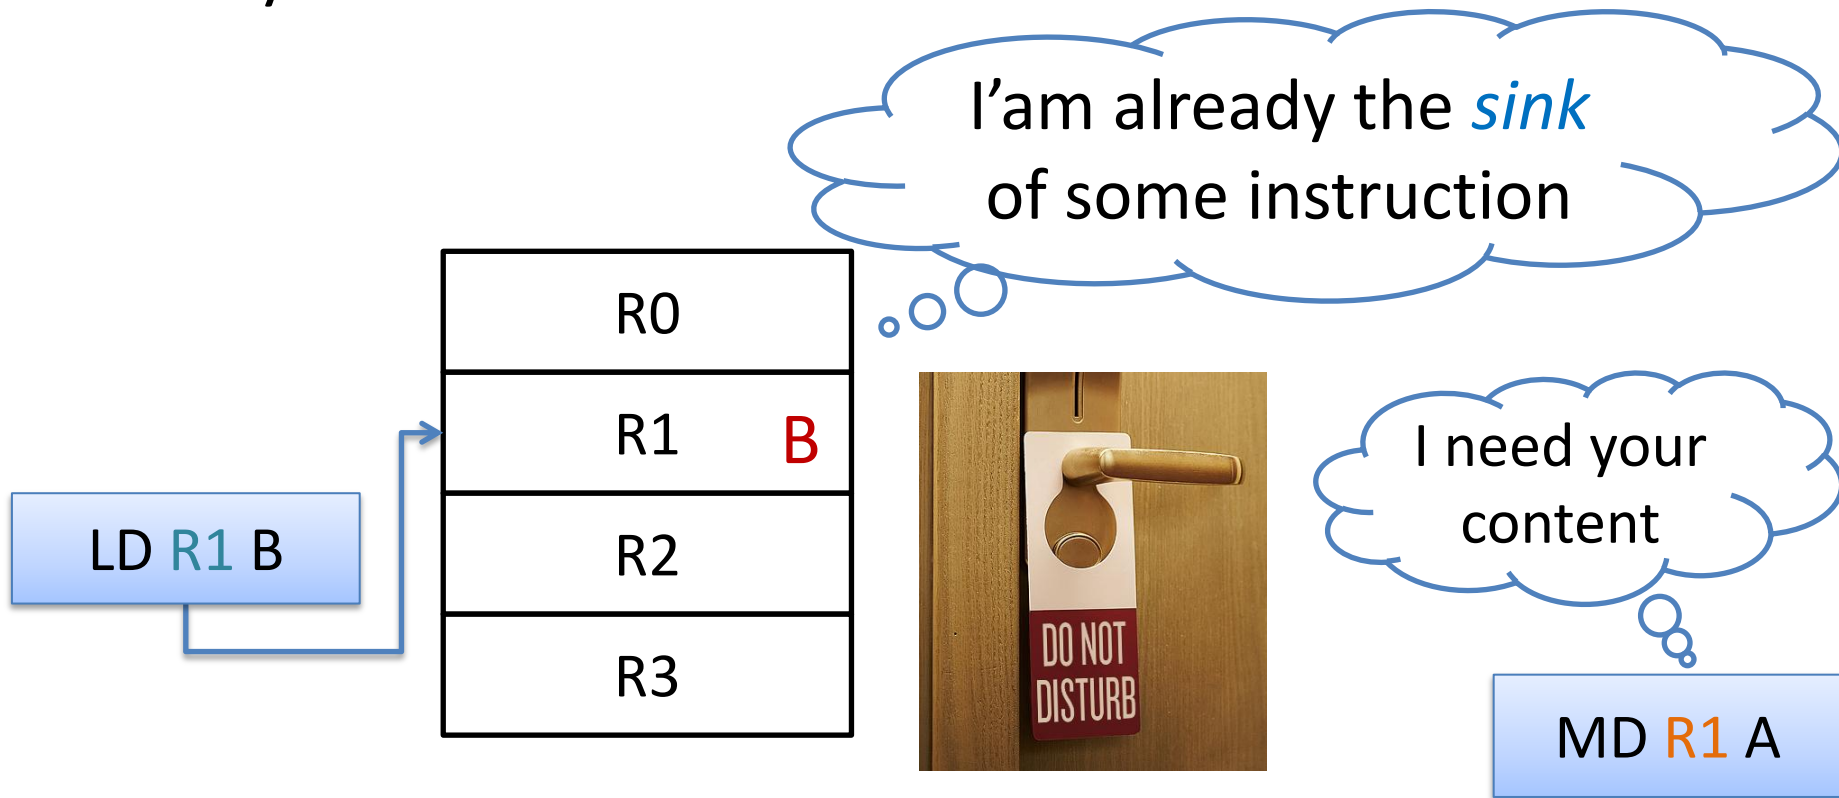 I'am already the sink
of some instruction
R0
R1 B
R2
R3
LD R1 B
DO NOT
DISTURB
I need your
content
MD R1 A